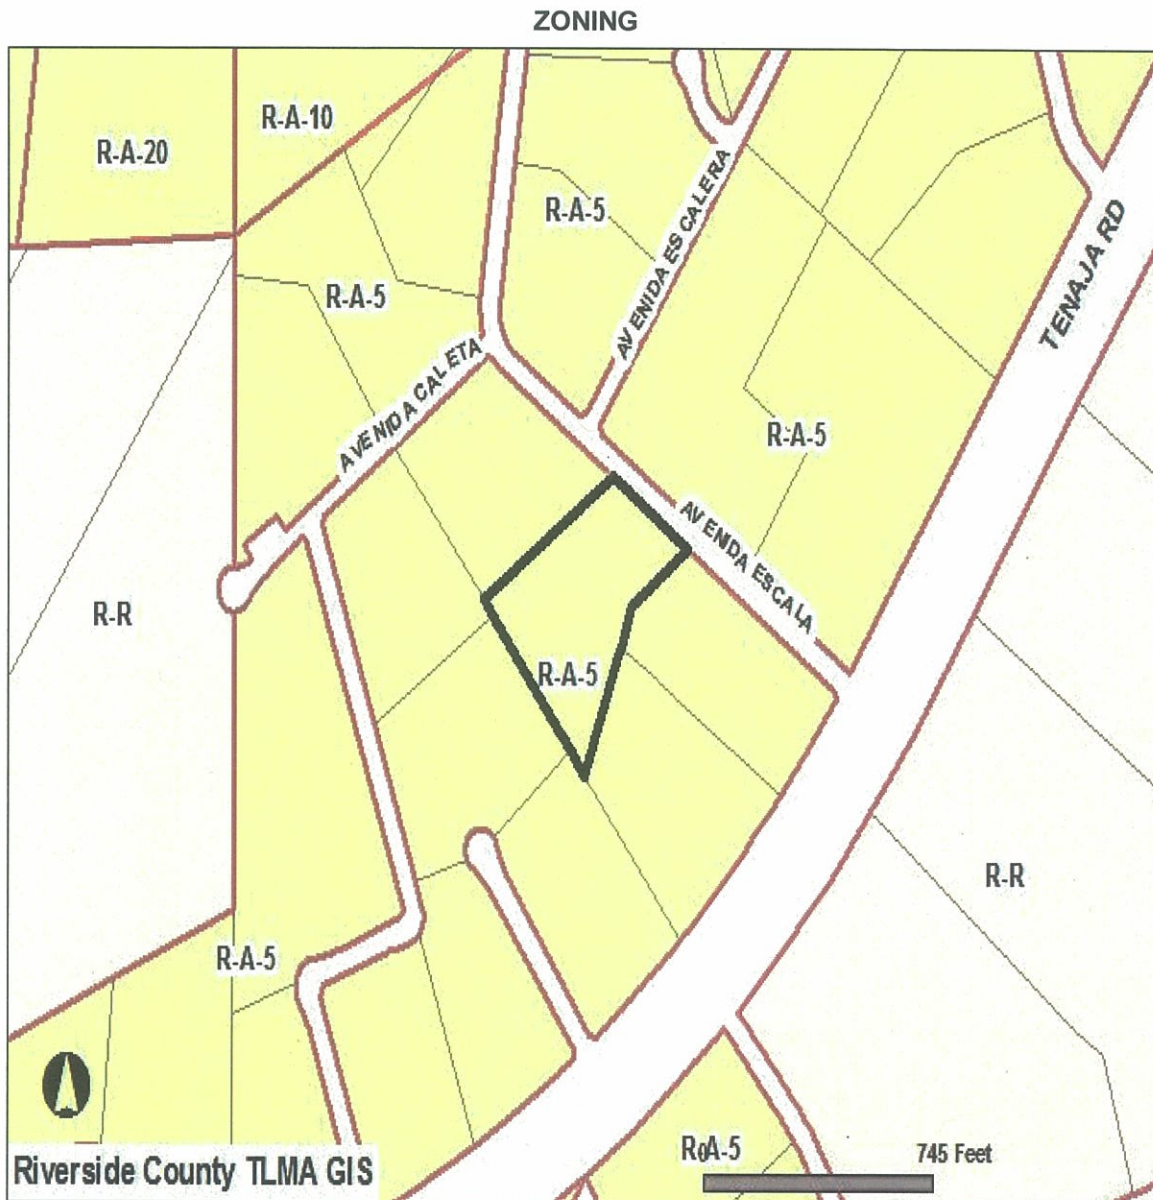 ZONING
R-A-10
R-A-20
R-A-5
AVENIDA ESCALERA
TENAJA RD
R-A-5
AVENIDA CALETA
R-A-5
AVENIDA ESCALA
R-R
R-A-5
R-R
R-A-5
R-A-5
0
745 Feet
Riverside County TLMA GIS